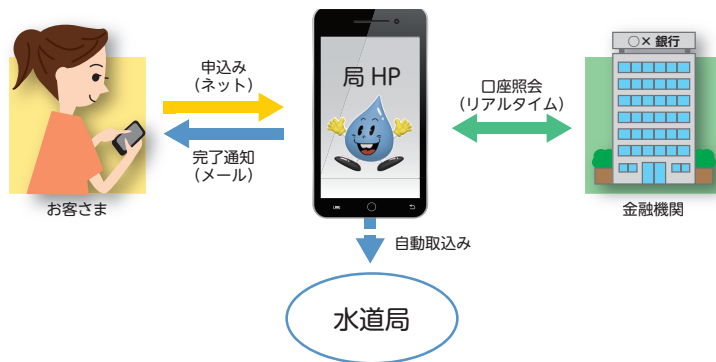 ○× 銀行
申込み
(ネット)
局 HP
口座照会
(リアルタイム)
完了通知
(メール)
お客さま
金融機関
自動取込み
水道局